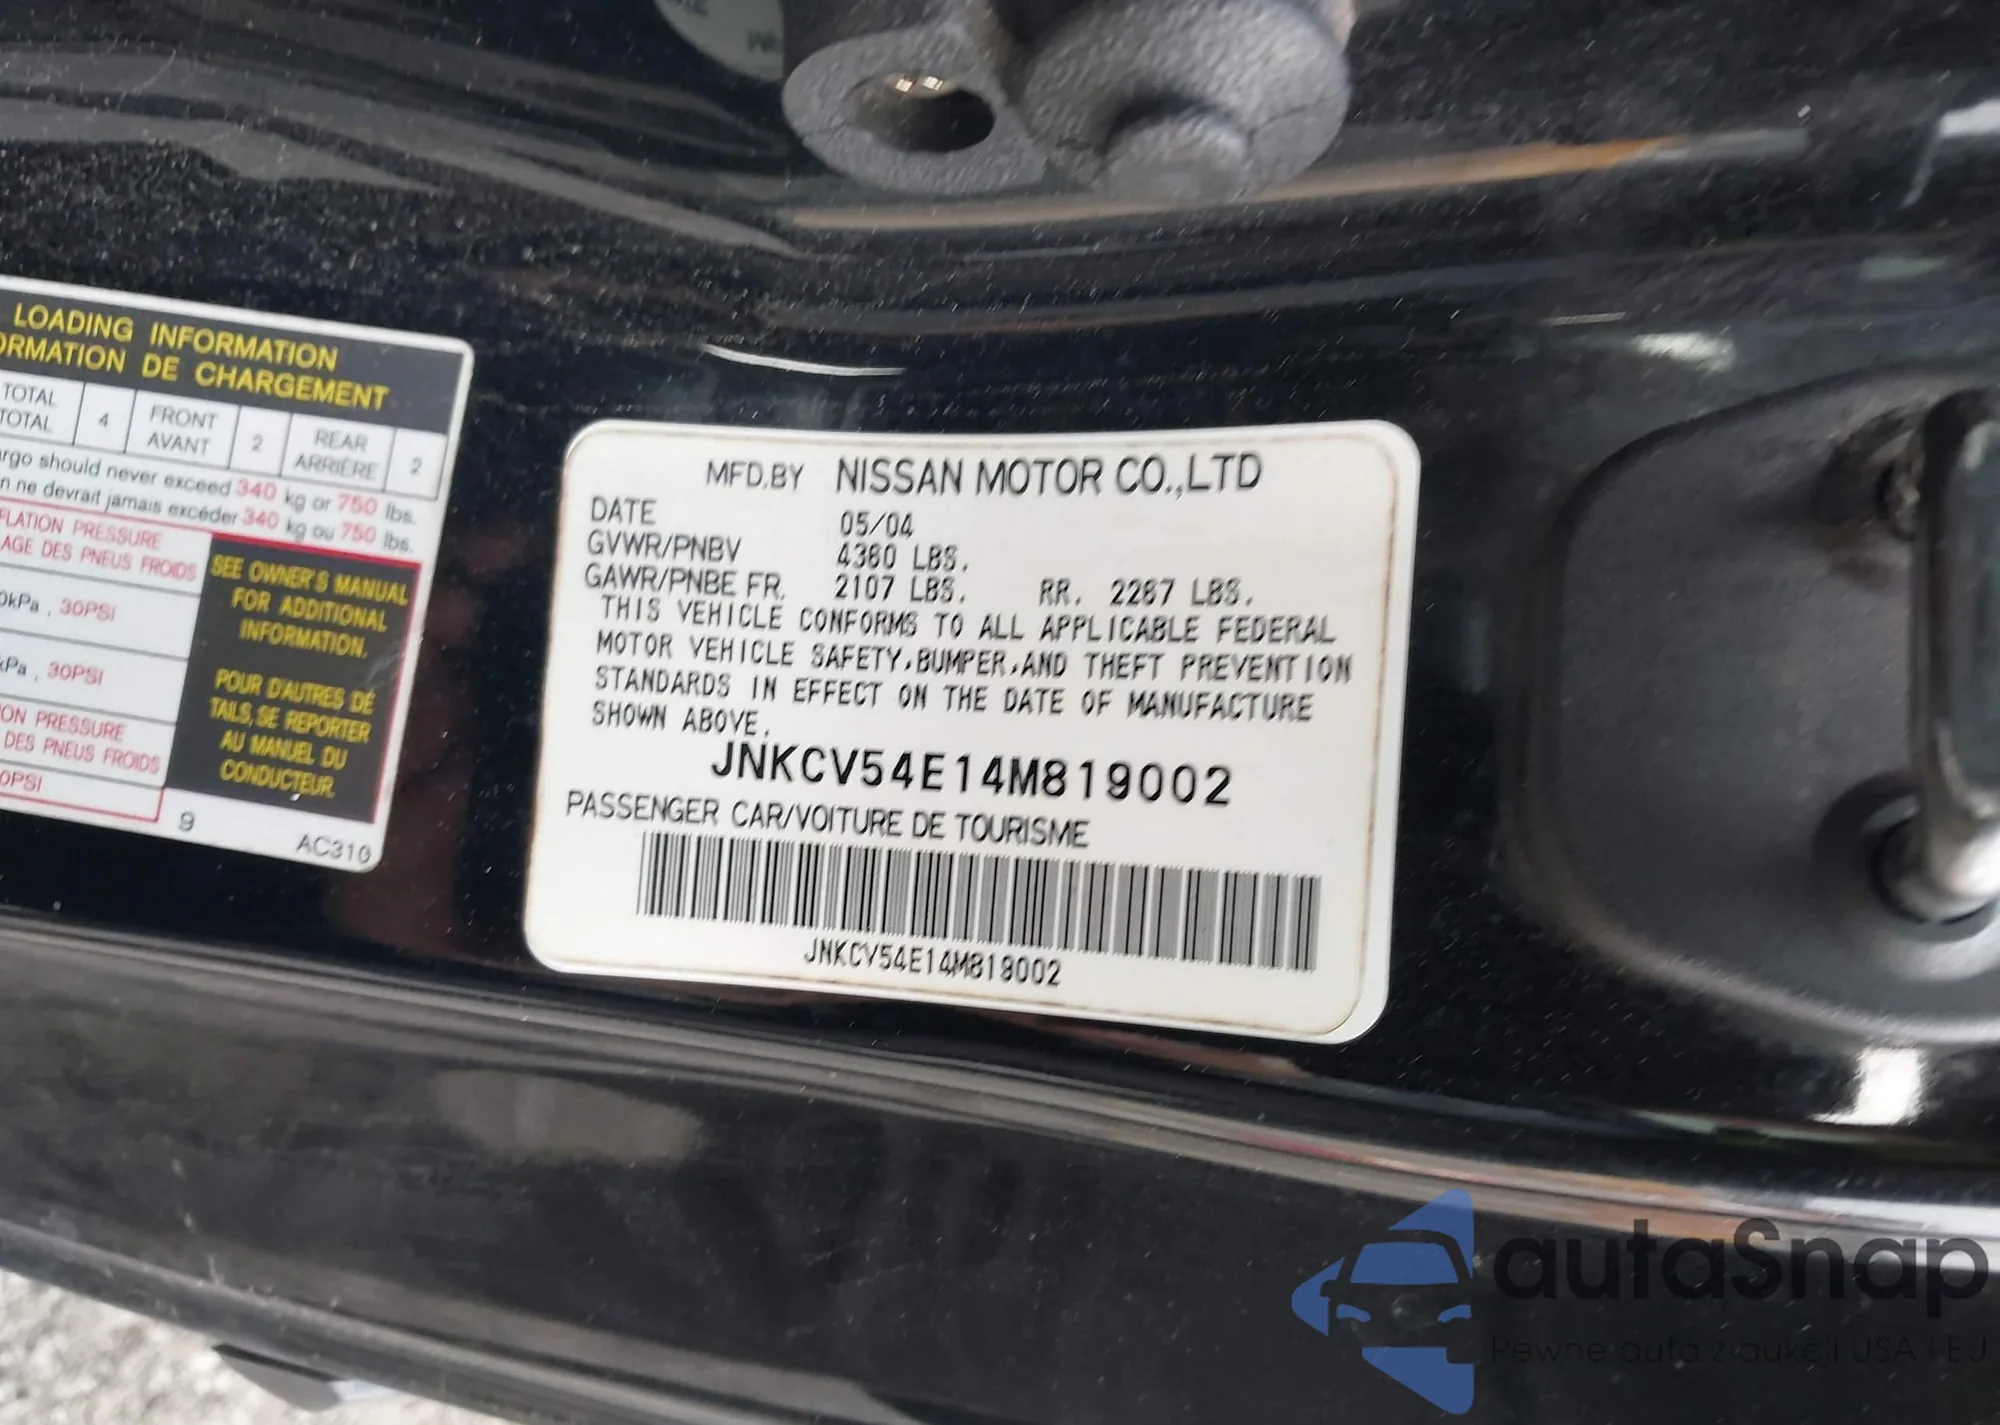 LOADING INFORMATION
ORMATION DE CHARGEMENT
TOTAL
TOTAL
4
FRONT
AVANT
2
REAR
ARRIÈRE
2
rgo should never exceed 340 kg or 750 lbs.
n ne devrait jamais excéder 340 kg ou 750 lbs.
FLATION PRESSURE
AGE DES PNEUS FROIDS
0kPa , 30PSI
kPa , 30PSI
ON PRESSURE
DES PNEUS FROIDS
0PSI
SEE OWNER'S MANUAL
FOR ADDITIONAL
INFORMATION.
POUR D'AUTRES DÉ
TAILS, SE REPORTER
AU MANUEL DU
CONDUCTEUR.
9
AC310
MFD.BY NISSAN MOTOR CO.,LTD
DATE 05/04
GVWR/PNBV 4360 LBS.
GAWR/PNBE FR. 2107 LBS. RR. 2267 LBS.
THIS VEHICLE CONFORMS TO ALL APPLICABLE FEDERAL
MOTOR VEHICLE SAFETY,BUMPER,AND THEFT PREVENTION
STANDARDS IN EFFECT ON THE DATE OF MANUFACTURE
SHOWN ABOVE.
JNKCV54E14M819002
PASSENGER CAR/VOITURE DE TOURISME
JNKCV54E14M819002
autaSnap
Pewne auta z aukcji USA i EU